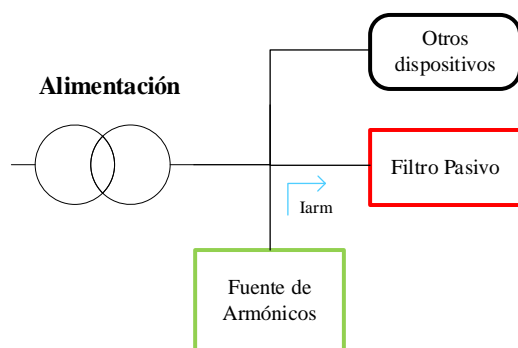 Otros
dispositivos
Alimentación
Filtro Pasivo
Iarm
Fuente de
Armónicos